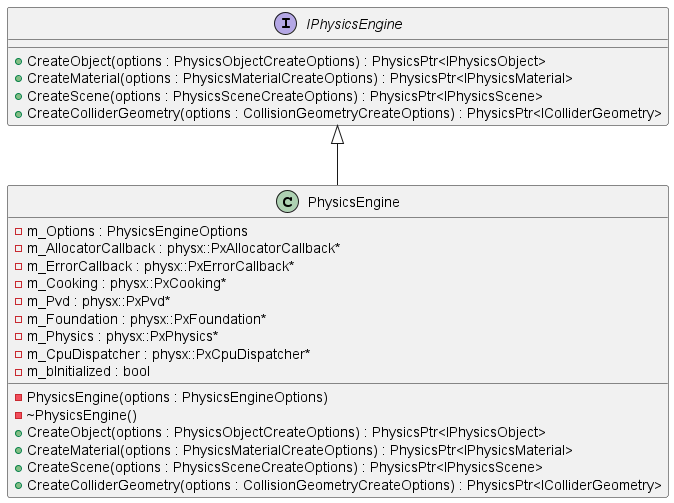 I IPhysicsEngine
CreateObject(options : PhysicsObjectCreateOptions) : PhysicsPtr<IPhysicsObject>
CreateMaterial(options : PhysicsMaterialCreateOptions) : PhysicsPtr<IPhysicsMaterial>
CreateScene(options : PhysicsSceneCreateOptions) : PhysicsPtr<IPhysicsScene>
CreateColliderGeometry(options : CollisionGeometryCreateOptions) : PhysicsPtr<IColliderGeometry>
C PhysicsEngine
m_Options : PhysicsEngineOptions
m_AllocatorCallback : physx::PxAllocatorCallback*
m_ErrorCallback : physx::PxErrorCallback*
m_Cooking : physx::PxCooking*
m_Pvd : physx::PxPvd*
m_Foundation : physx::PxFoundation*
m_Physics : physx::PxPhysics*
m_CpuDispatcher : physx::PxCpuDispatcher*
m_bInitialized : bool
PhysicsEngine(options : PhysicsEngineOptions)
~PhysicsEngine()
CreateObject(options : PhysicsObjectCreateOptions) : PhysicsPtr<IPhysicsObject>
CreateMaterial(options : PhysicsMaterialCreateOptions) : PhysicsPtr<IPhysicsMaterial>
CreateScene(options : PhysicsSceneCreateOptions) : PhysicsPtr<IPhysicsScene>
CreateColliderGeometry(options : CollisionGeometryCreateOptions) : PhysicsPtr<IColliderGeometry>